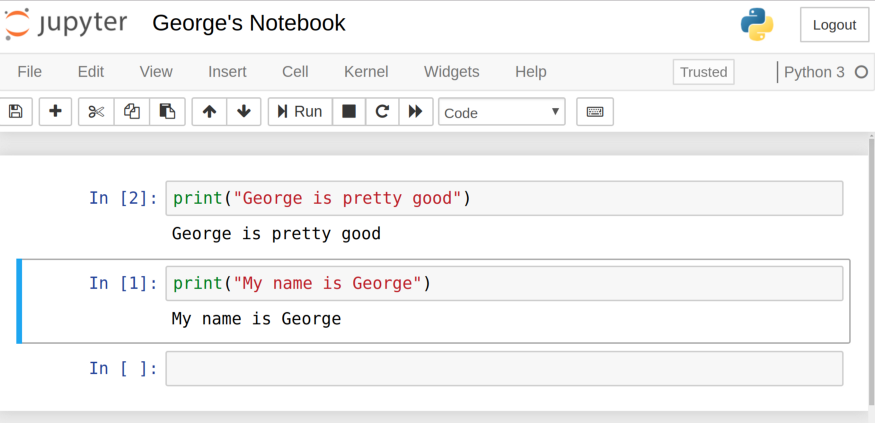 jupyter George's Notebook Logout
File Edit View Insert Cell Kernel Widgets Help Trusted Python 3
Run Code
In [2]: print("George is pretty good")
George is pretty good
In [1]: print("My name is George")
My name is George
In [ ]: